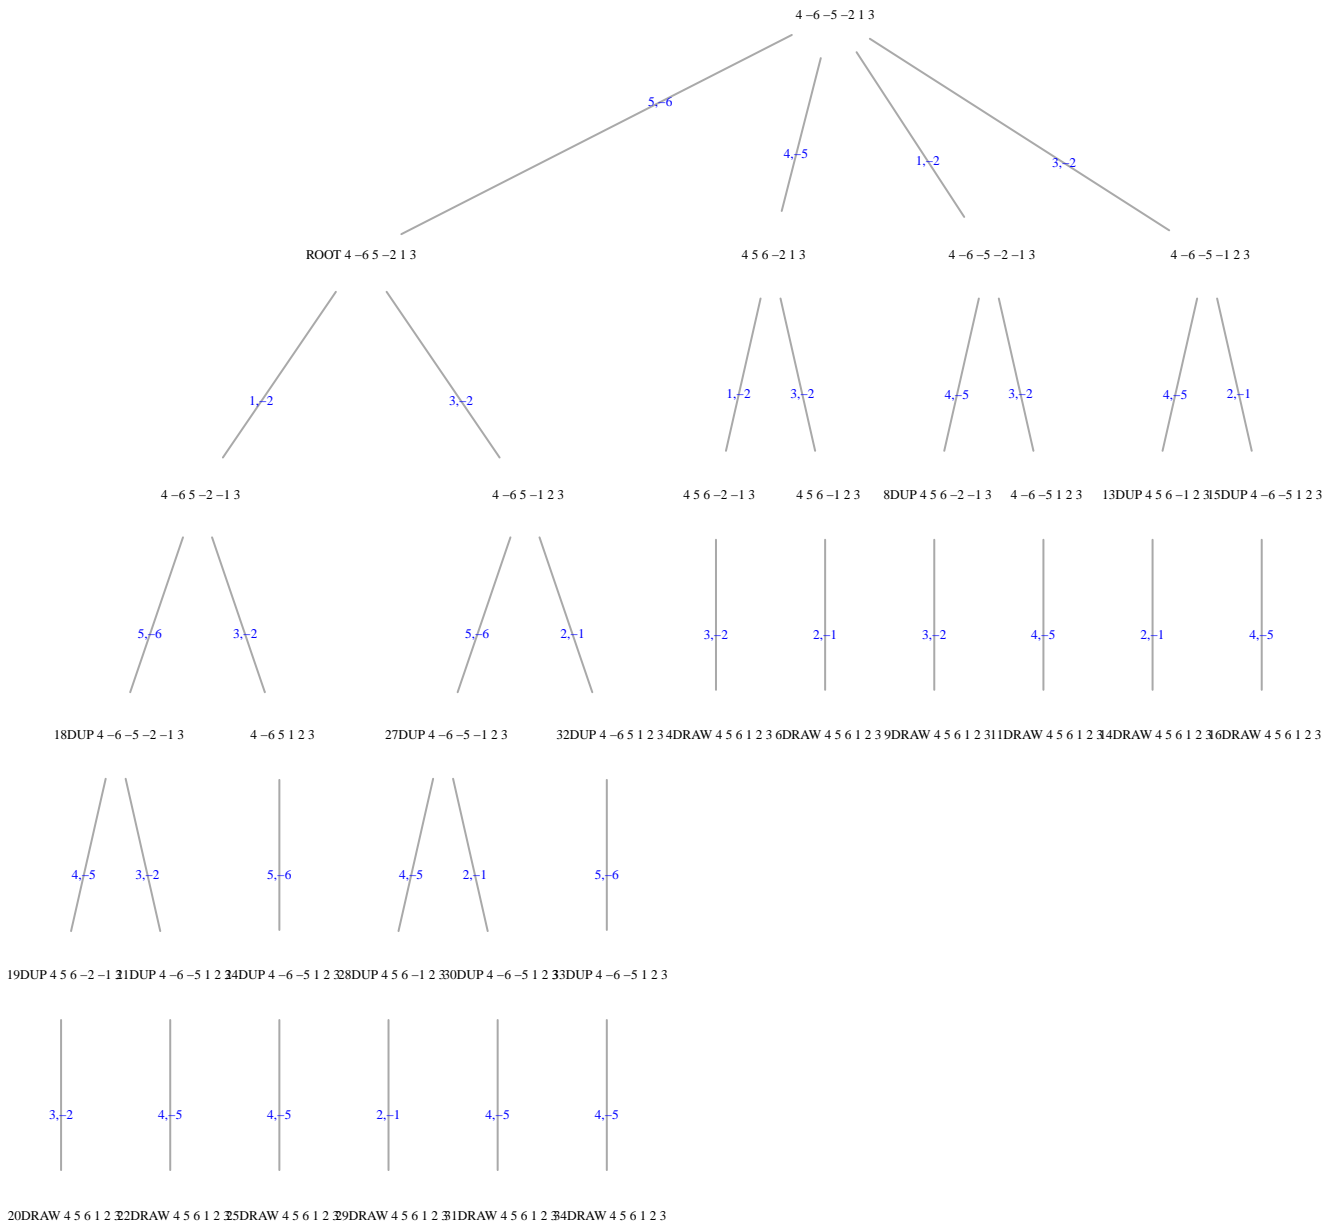 4 −6 −5 −2 1 3
5,−6
4,−5
1,−2
3,−2
ROOT 4 −6 5 −2 1 3
4 5 6 −2 1 3
4 −6 −5 −2 −1 3
4 −6 −5 −1 2 3
1,−2
3,−2
1,−2
3,−2
4,−5
3,−2
4,−5
2,−1
4 −6 5 −2 −1 3
4 −6 5 −1 2 3
4 5 6 −2 −1 3
4 5 6 −1 2 3
8DUP 4 5 6 −2 −1 3
4 −6 −5 1 2 3
13DUP 4 5 6 −1 2 3
15DUP 4 −6 −5 1 2 3
5,−6
3,−2
5,−6
2,−1
3,−2
2,−1
3,−2
4,−5
2,−1
4,−5
18DUP 4 −6 −5 −2 −1 3
4 −6 5 1 2 3
27DUP 4 −6 −5 −1 2 3
32DUP 4 −6 5 1 2 3
4DRAW 4 5 6 1 2 3
6DRAW 4 5 6 1 2 3
9DRAW 4 5 6 1 2 3
11DRAW 4 5 6 1 2 3
14DRAW 4 5 6 1 2 3
16DRAW 4 5 6 1 2 3
4,−5
3,−2
5,−6
4,−5
2,−1
5,−6
19DUP 4 5 6 −2 −1 3
21DUP 4 −6 −5 1 2 3
24DUP 4 −6 −5 1 2 3
28DUP 4 5 6 −1 2 3
30DUP 4 −6 −5 1 2 3
33DUP 4 −6 −5 1 2 3
3,−2
4,−5
4,−5
2,−1
4,−5
4,−5
20DRAW 4 5 6 1 2 3
22DRAW 4 5 6 1 2 3
25DRAW 4 5 6 1 2 3
29DRAW 4 5 6 1 2 3
31DRAW 4 5 6 1 2 3
34DRAW 4 5 6 1 2 3